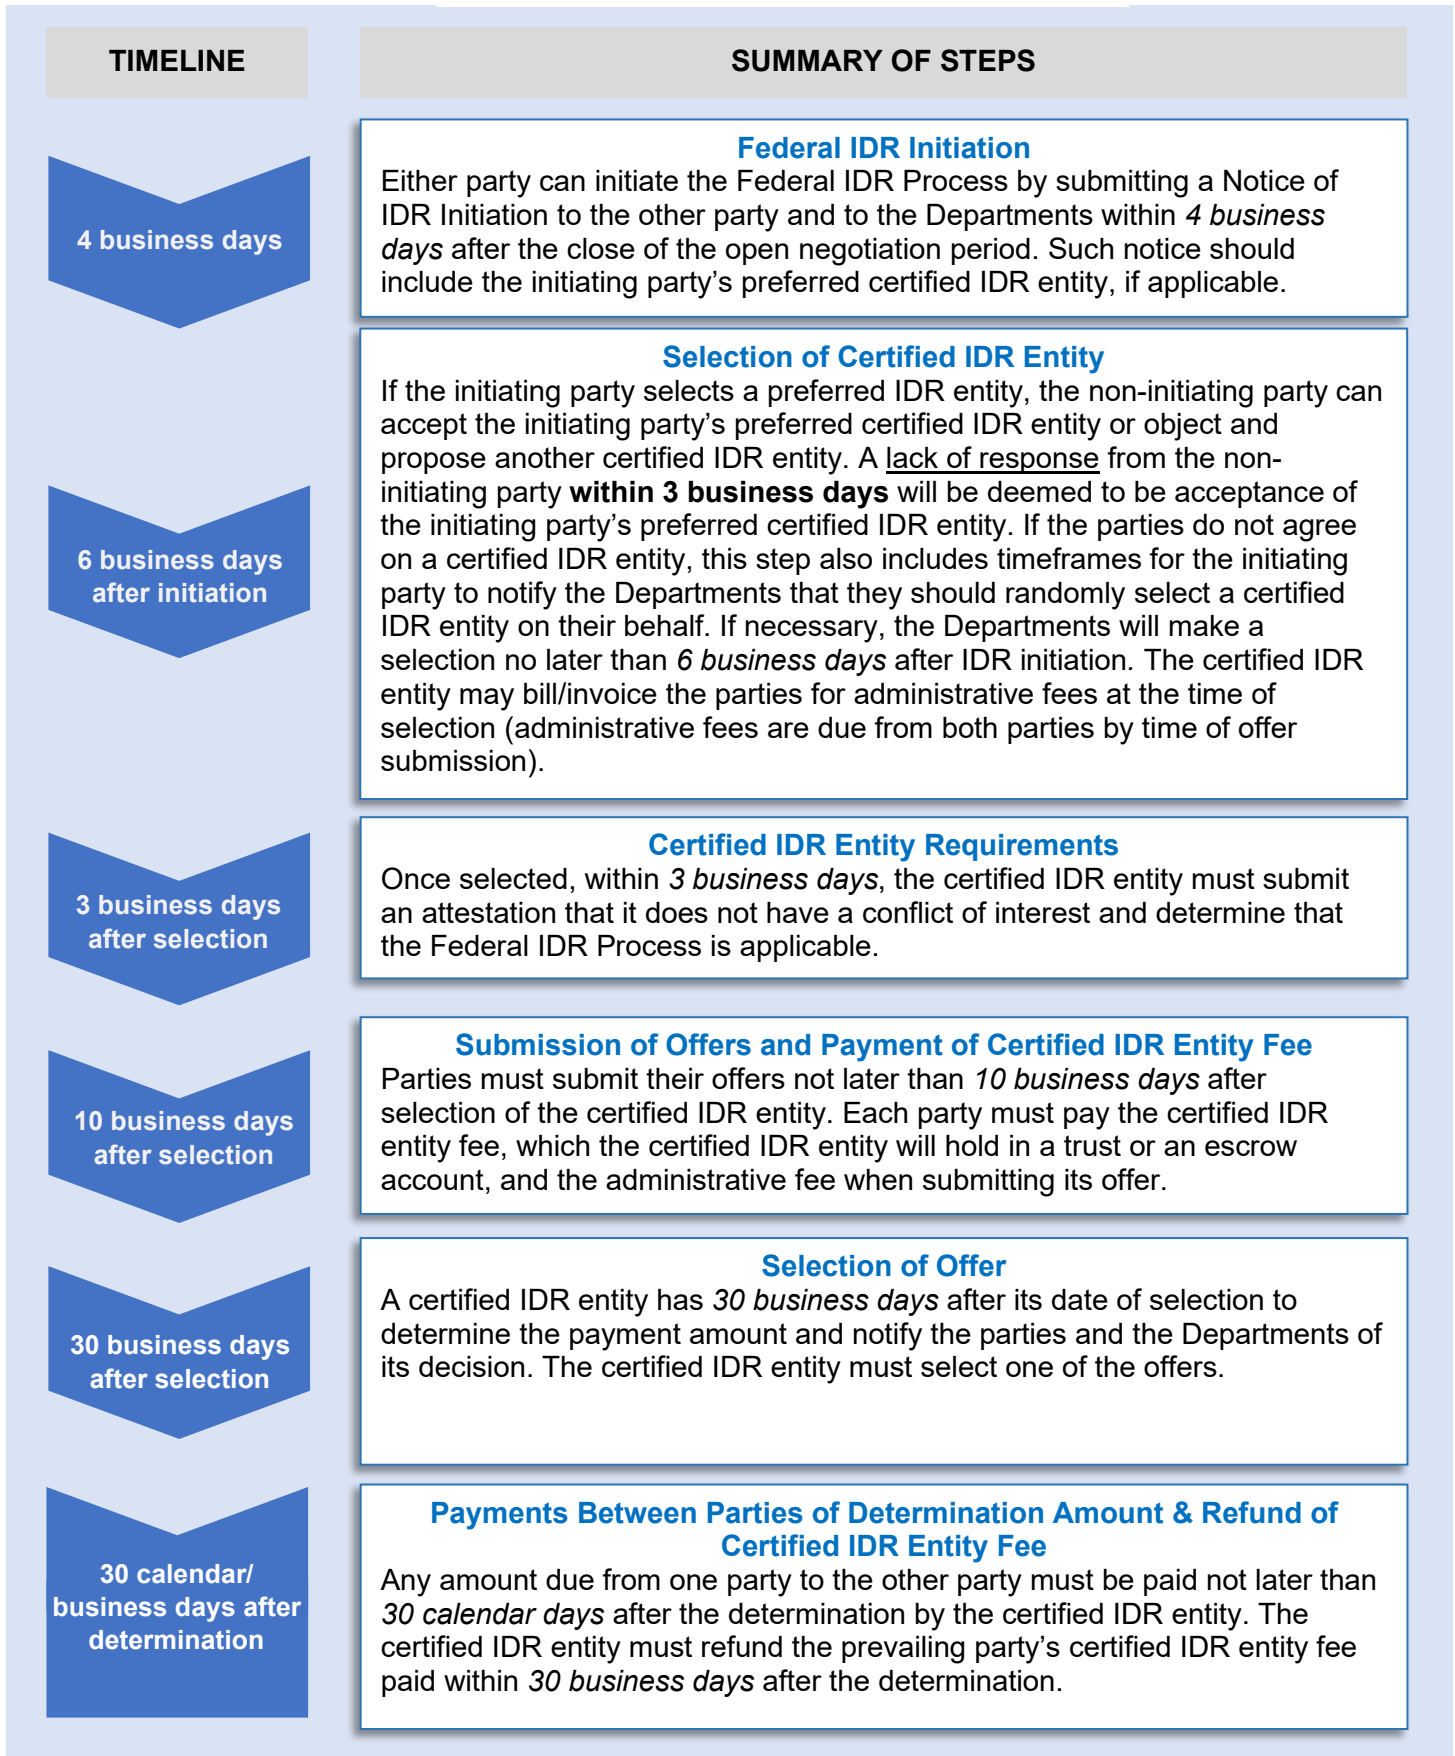 TIMELINE
SUMMARY OF STEPS
4 business days
Federal IDR Initiation
Either party can initiate the Federal IDR Process by submitting a Notice of
IDR Initiation to the other party and to the Departments within 4 business
days after the close of the open negotiation period. Such notice should
include the initiating party’s preferred certified IDR entity, if applicable.
6 business days
after initiation
Selection of Certified IDR Entity
If the initiating party selects a preferred IDR entity, the non-initiating party can
accept the initiating party’s preferred certified IDR entity or object and
propose another certified IDR entity. A lack of response from the non-
initiating party within 3 business days will be deemed to be acceptance of
the initiating party’s preferred certified IDR entity. If the parties do not agree
on a certified IDR entity, this step also includes timeframes for the initiating
party to notify the Departments that they should randomly select a certified
IDR entity on their behalf. If necessary, the Departments will make a
selection no later than 6 business days after IDR initiation. The certified IDR
entity may bill/invoice the parties for administrative fees at the time of
selection (administrative fees are due from both parties by time of offer
submission).
3 business days
after selection
Certified IDR Entity Requirements
Once selected, within 3 business days, the certified IDR entity must submit
an attestation that it does not have a conflict of interest and determine that
the Federal IDR Process is applicable.
10 business days
after selection
Submission of Offers and Payment of Certified IDR Entity Fee
Parties must submit their offers not later than 10 business days after
selection of the certified IDR entity. Each party must pay the certified IDR
entity fee, which the certified IDR entity will hold in a trust or an escrow
account, and the administrative fee when submitting its offer.
30 business days
after selection
Selection of Offer
A certified IDR entity has 30 business days after its date of selection to
determine the payment amount and notify the parties and the Departments of
its decision. The certified IDR entity must select one of the offers.
30 calendar/
business days after
determination
Payments Between Parties of Determination Amount & Refund of
Certified IDR Entity Fee
Any amount due from one party to the other party must be paid not later than
30 calendar days after the determination by the certified IDR entity. The
certified IDR entity must refund the prevailing party’s certified IDR entity fee
paid within 30 business days after the determination.